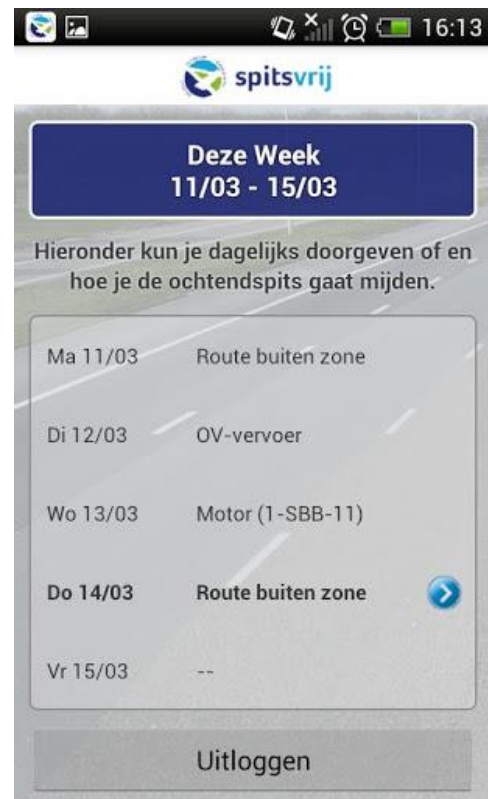 16:13
spitsvrij
Deze Week
11/03 - 15/03
Hieronder kun je dagelijks doorgeven of en
hoe je de ochtendspits gaat mijden.
Ma 11/03 Route buiten zone
Di 12/03 OV-vervoer
Wo 13/03 Motor (1-SBB-11)
Do 14/03 Route buiten zone
Vr 15/03 --
Uitloggen